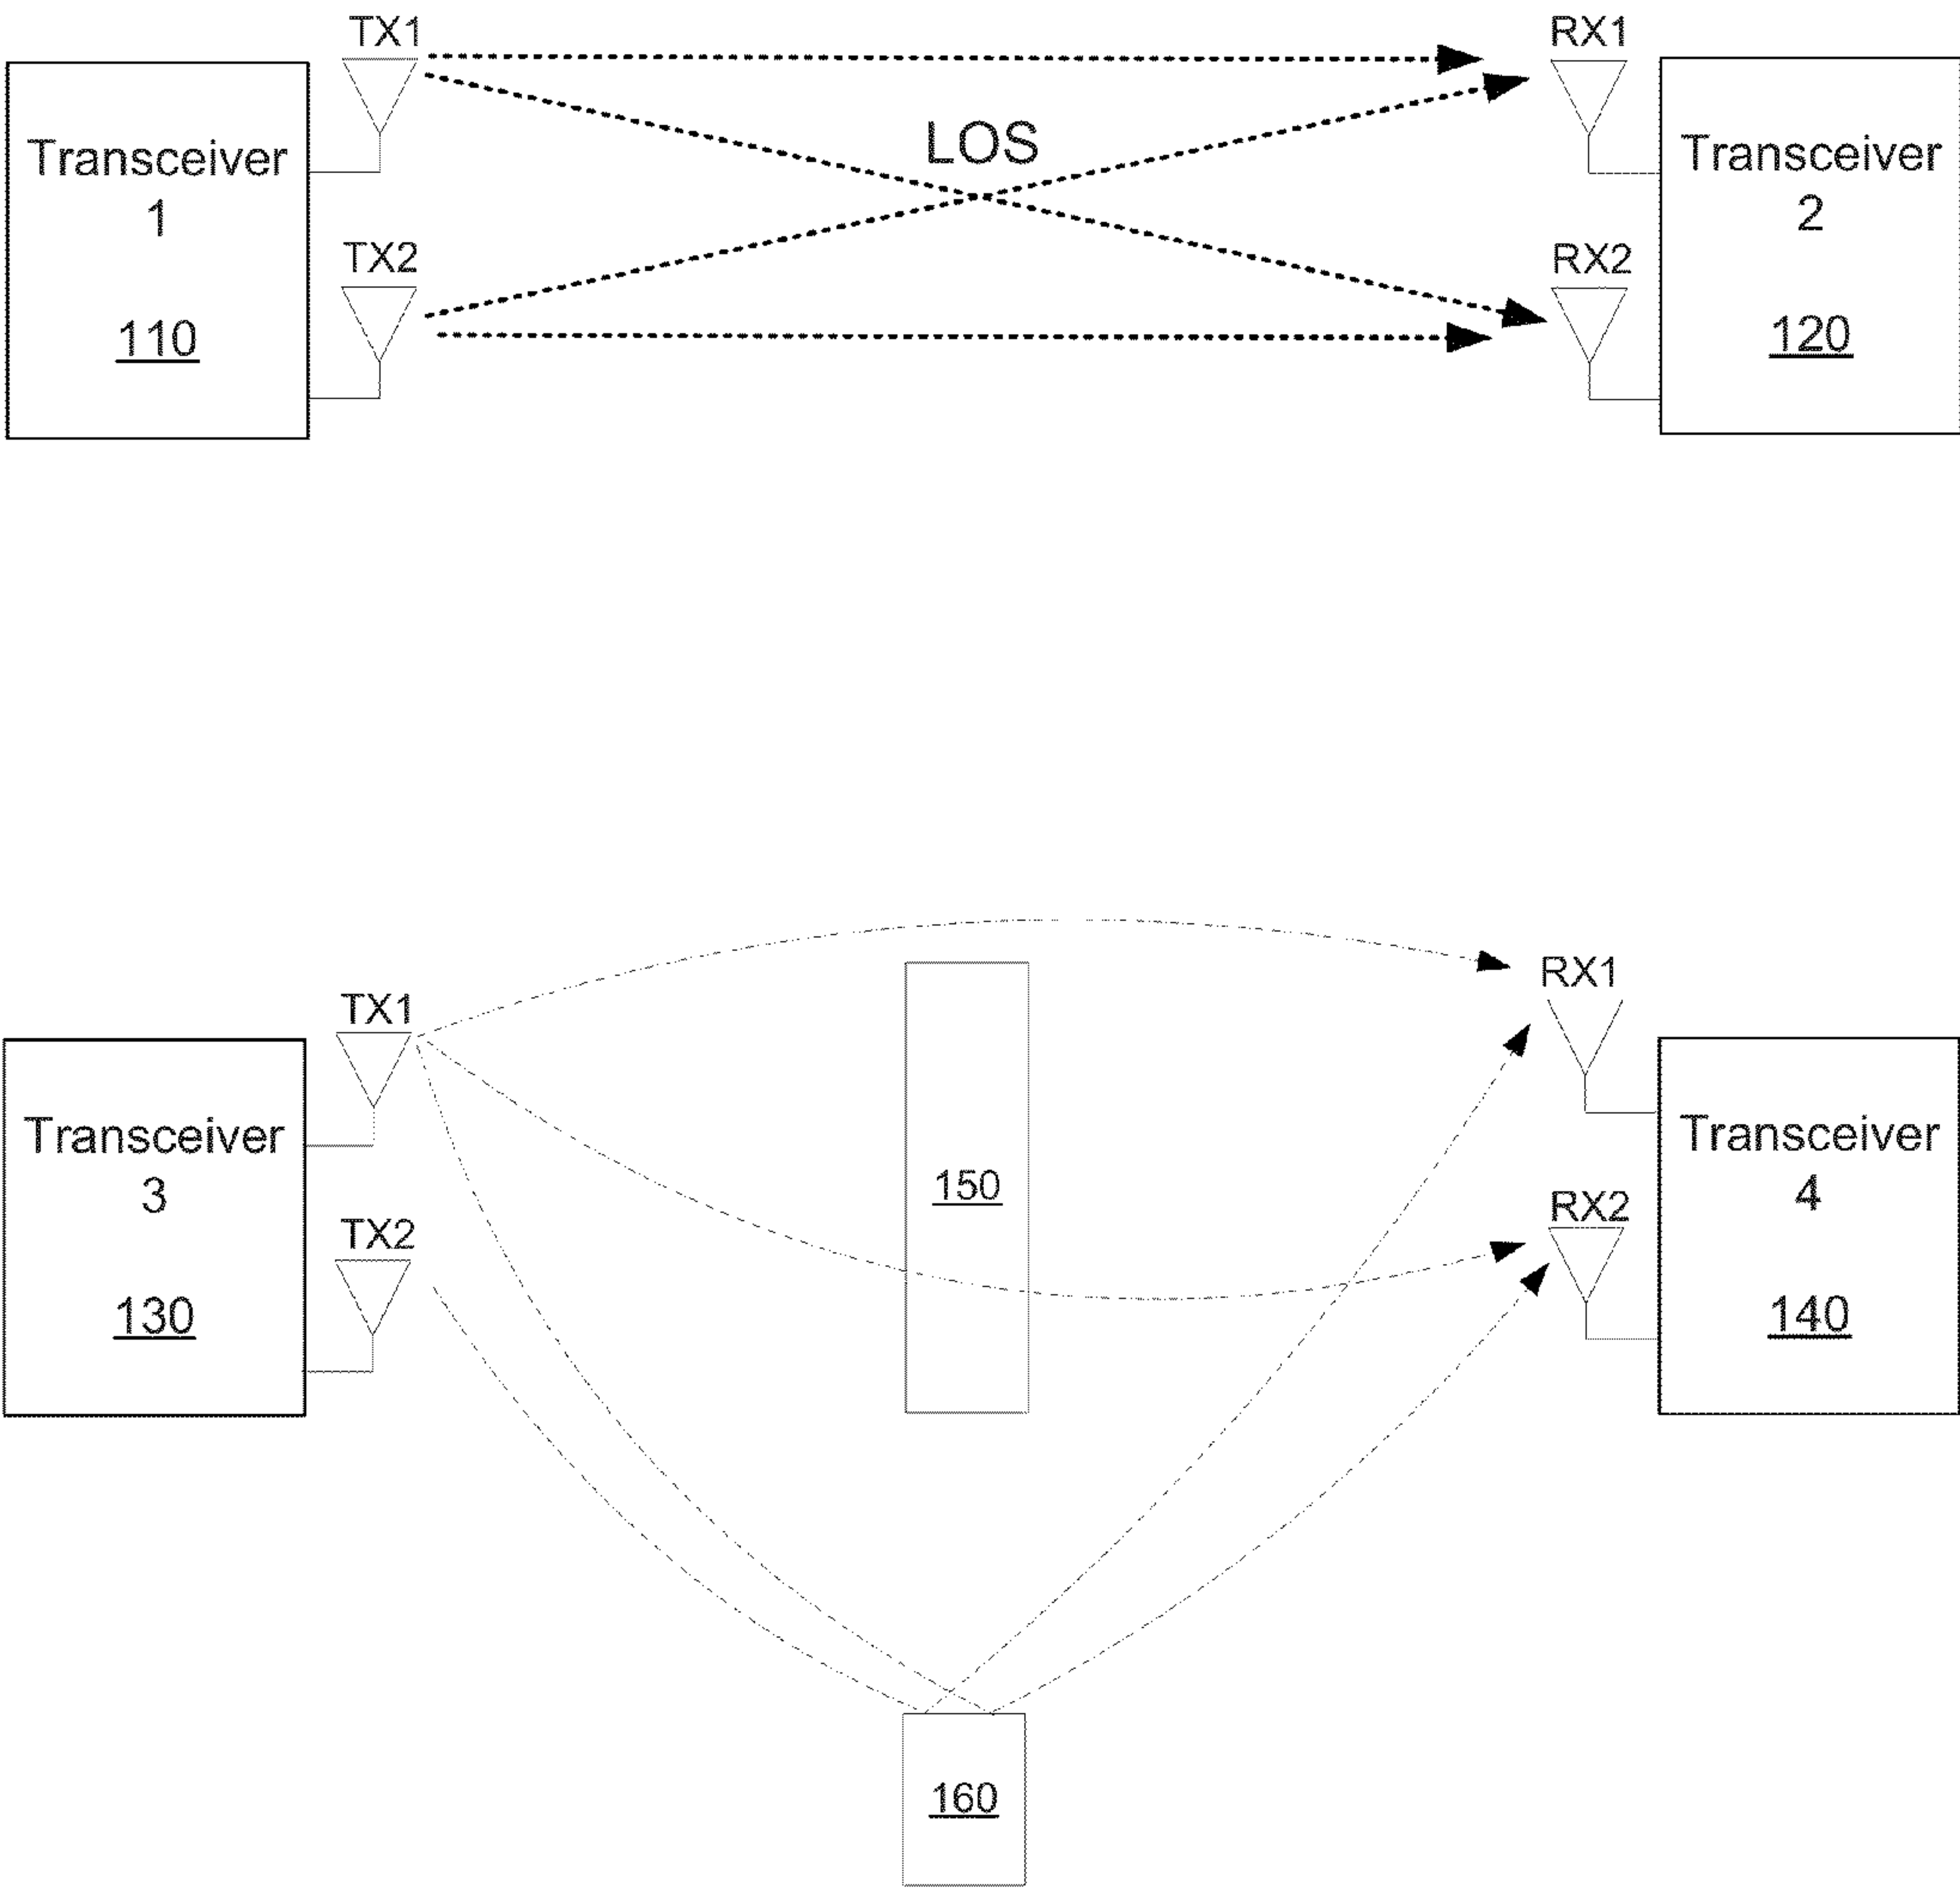 TX1
RX1
Transceiver
1
110
LOS
Transceiver
2
120
TX2
RX2
TX1
RX1
Transceiver
3
130
150
Transceiver
4
140
TX2
RX2
160